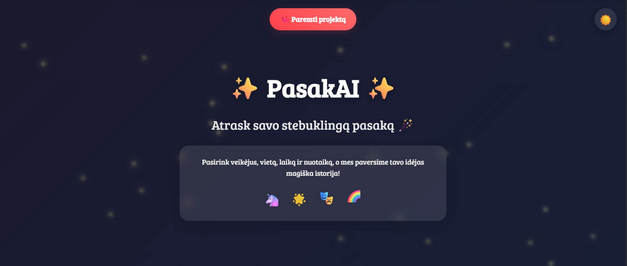 Paremti projektą
✨ PasakAI ✨
Atrask savo stebuklingą pasaką 🪄
Pasirink veikėjus, vietą, laiką ir nuotaiką, o mes paversime tavo idėjas
magiška istorija!